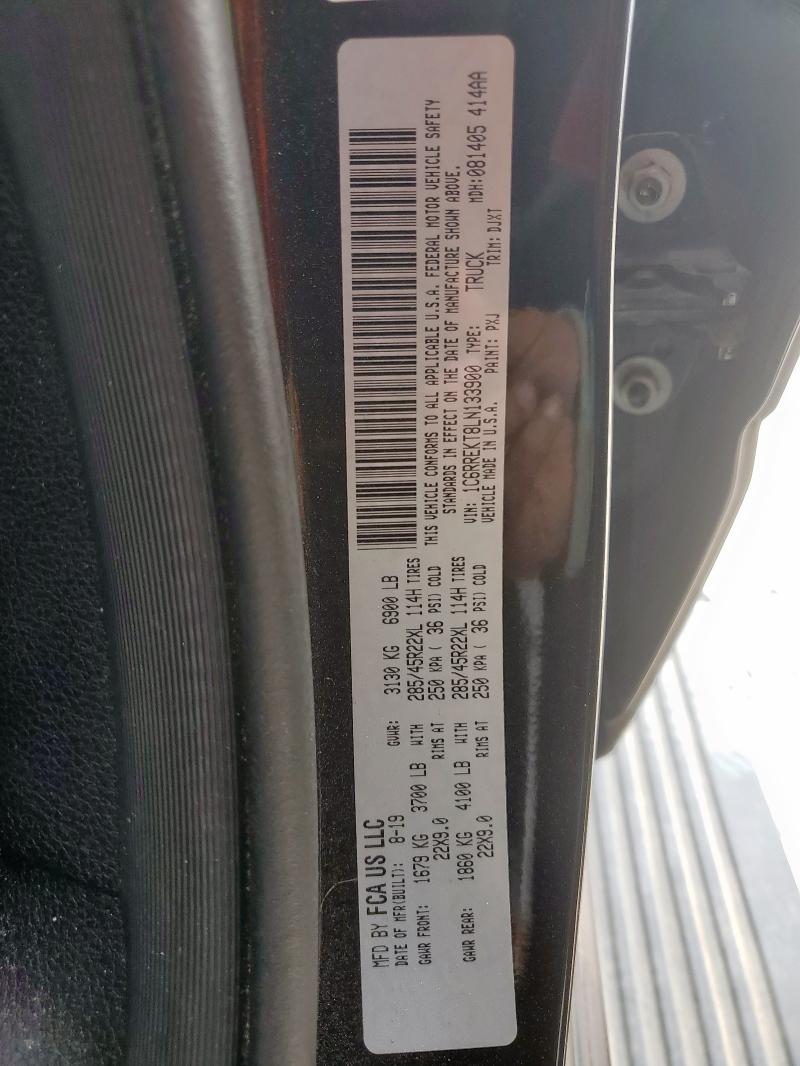 MFD BY FCA US LLC
DATE OF MFR(BUILT): 8-19 GVWR: 3130 KG 6900 LB
GAWR FRONT: 1679 KG 3700 LB WITH 285/45R22XL 114H TIRES
22X9.0 RIMS AT 250 KPA ( 36 PSI) COLD
GAWR REAR: 1860 KG 4100 LB WITH 285/45R22XL 114H TIRES
22X9.0 RIMS AT 250 KPA ( 36 PSI) COLD
THIS VEHICLE CONFORMS TO ALL APPLICABLE U.S.A. FEDERAL MOTOR VEHICLE SAFETY
STANDARDS IN EFFECT ON THE DATE OF MANUFACTURE SHOWN ABOVE.
VIN: 1C6RREKT8LN133900 TYPE: TRUCK MDH:081405 414AA
VEHICLE MADE IN U.S.A. PAINT: PXJ TRIM: DJXT